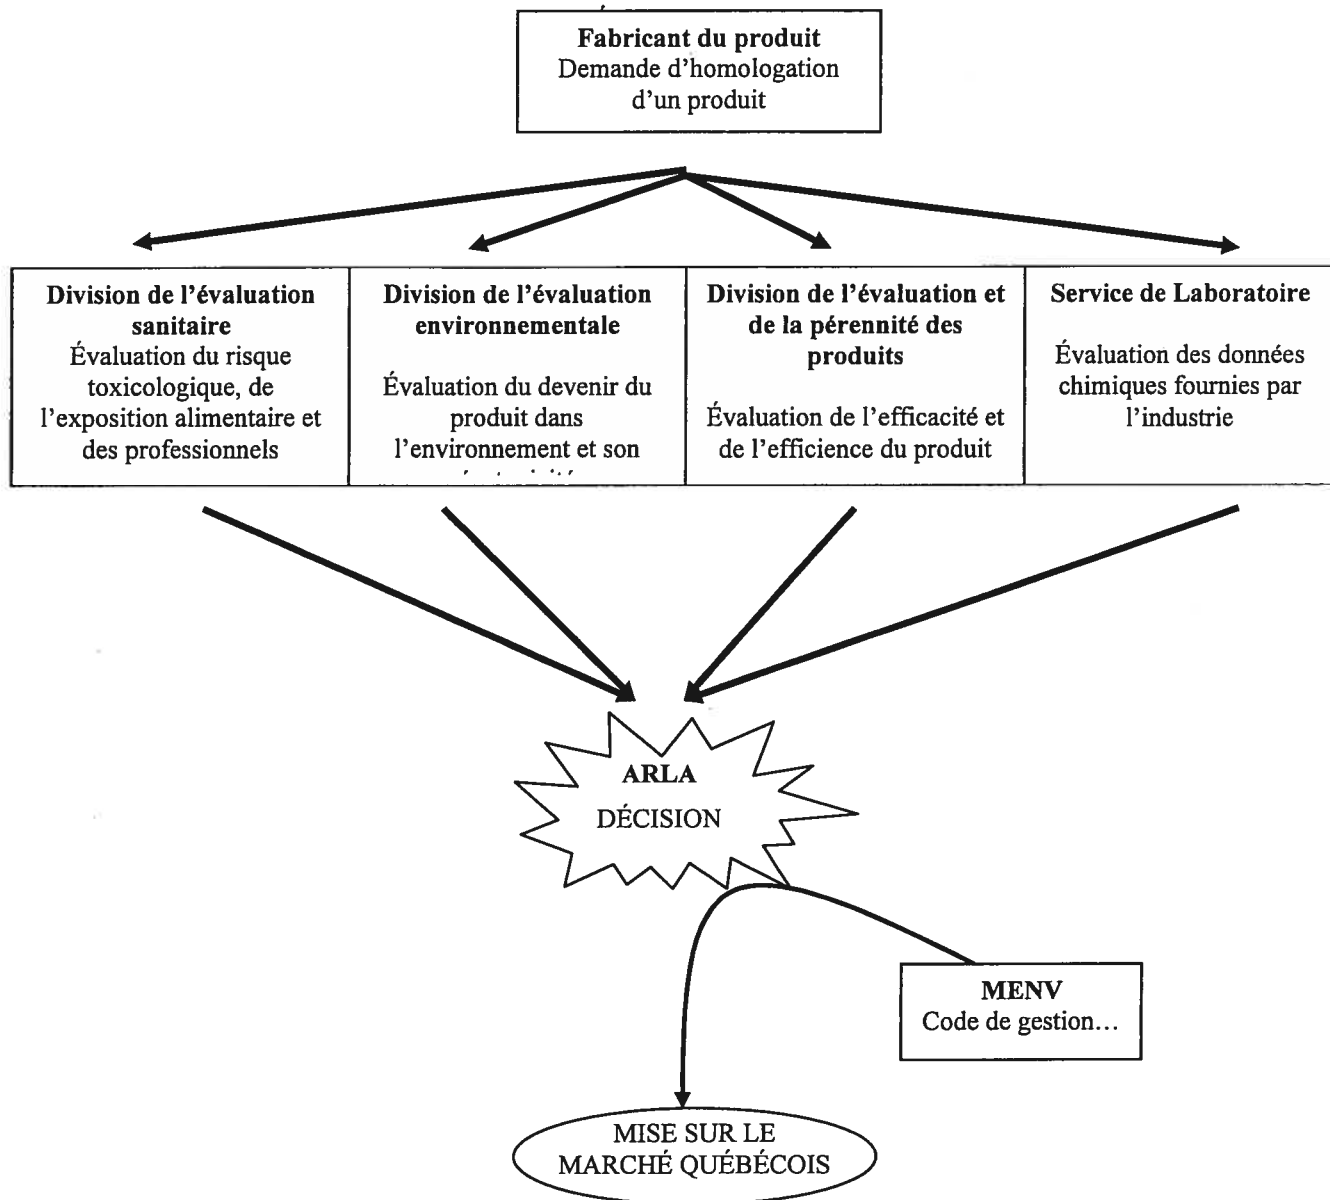 Fabricant du produit
Demande d'homologation
d'un produit
Division de l'évaluation
sanitaire
Évaluation du risque
toxicologique, de
l'exposition alimentaire et
des professionnels
Division de l'évaluation
environnementale
Évaluation du devenir du
produit dans
l'environnement et son
Division de l'évaluation et
de la pérennité des
produits
Évaluation de l'efficacité et
de l'efficience du produit
Service de Laboratoire
Évaluation des données
chimiques fournies par
l'industrie
ARLA
DÉCISION
MENV
Code de gestion…
MISE SUR LE
MARCHÉ QUÉBÉCOIS